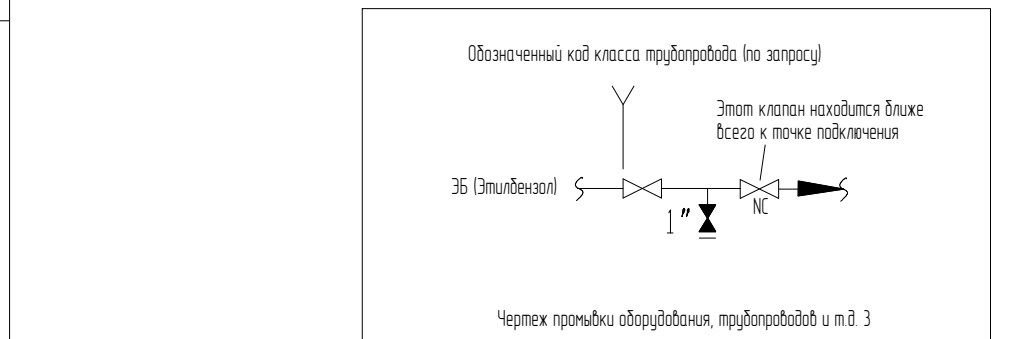 Обозначенный код класса трубопровода (по запросу)
Этот клапан находится ближе
всего к точке подключения
ЭБ (Этилбензол)
NC
1"
Чертеж промывки оборудования, трубопроводов и т.д. 3